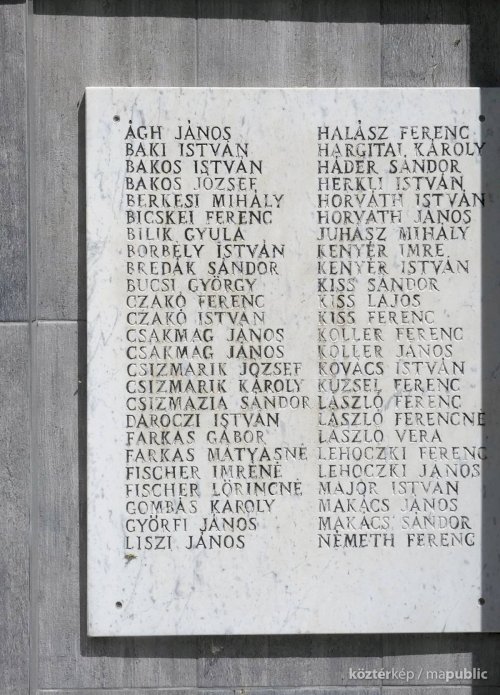 ÁGH JÁNOS
BAKI ISTVÁN
BAKOS ISTVÁN
BAKOS JÓZSEF
BERKESI MIHÁLY
BICSKEI FERENC
BILIK GYULA
BORBÉLY ISTVÁN
BREDÁK SÁNDOR
BUCSI GYÖRGY
CZAKÓ FERENC
CZAKÓ ISTVÁN
CSAKMAG JÁNOS
CSAKMAG JÁNOS
CSIZMARIK JÓZSEF
CSIZMARIK KÁROLY
CSIZMAZIA SÁNDOR
DARÓCZI ISTVÁN
FARKAS GÁBOR
FARKAS MÁTYÁSNÉ
FISCHER IMRÉNÉ
FISCHER LŐRINCNÉ
GOMBÁS KÁROLY
GYÖRFI JÁNOS
LISZI JÁNOS
HALÁSZ FERENC
HARGITAI KÁROLY
HÁDER SÁNDOR
HERKLI ISTVÁN
HORVÁTH ISTVÁN
HORVÁTH JÁNOS
JUHÁSZ MIHÁLY
KENYÉR IMRE
KENYÉR ISTVÁN
KISS SÁNDOR
KISS LAJOS
KISS FERENC
KOLLER FERENC
KOLLER JÁNOS
KOVÁCS ISTVÁN
KUZSEL FERENC
LÁSZLÓ FERENC
LÁSZLÓ FERENCNÉ
LÁSZLÓ VERA
LEHOCZKI FERENC
LEHOCZKI JÁNOS
MAJOR ISTVÁN
MAKÁCS JÁNOS
MAKÁCS SÁNDOR
NÉMETH FERENC
köztérkép / mapublic